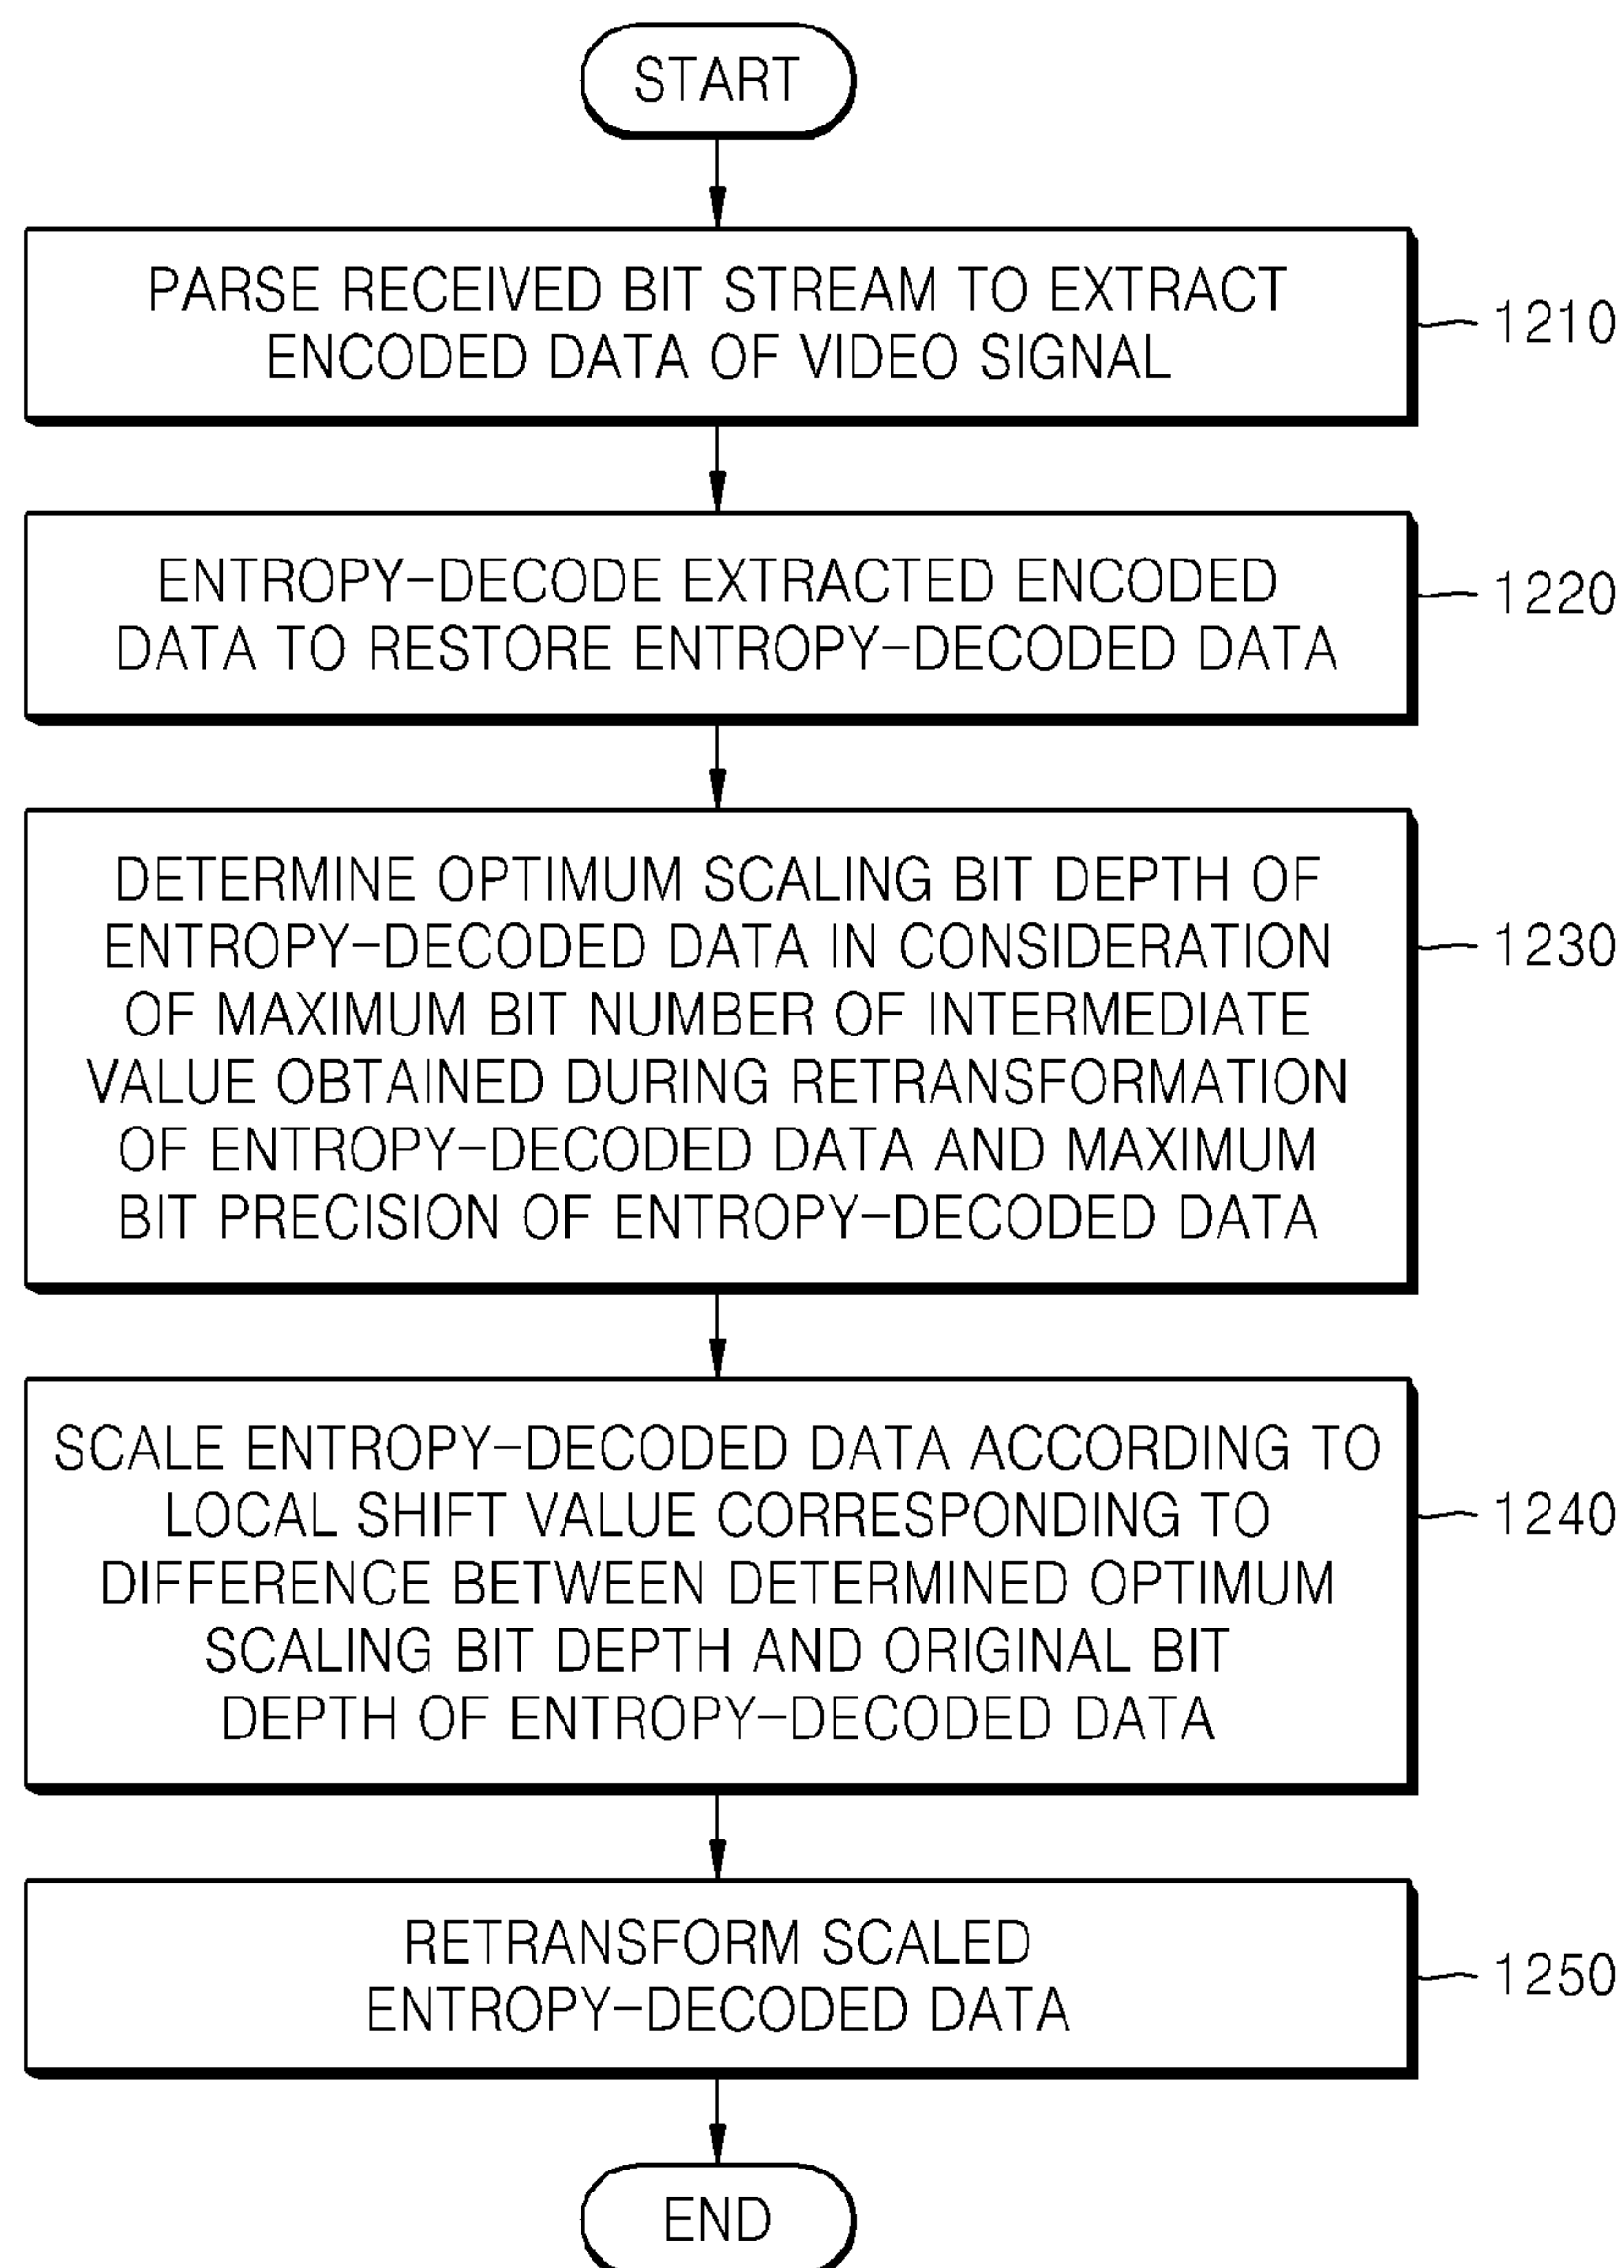 START
PARSE RECEIVED BIT STREAM TO EXTRACT
ENCODED DATA OF VIDEO SIGNAL
1210
ENTROPY-DECODE EXTRACTED ENCODED
DATA TO RESTORE ENTROPY-DECODED DATA
1220
DETERMINE OPTIMUM SCALING BIT DEPTH OF
ENTROPY-DECODED DATA IN CONSIDERATION
OF MAXIMUM BIT NUMBER OF INTERMEDIATE
VALUE OBTAINED DURING RETRANSFORMATION
OF ENTROPY-DECODED DATA AND MAXIMUM
BIT PRECISION OF ENTROPY-DECODED DATA
1230
SCALE ENTROPY-DECODED DATA ACCORDING TO
LOCAL SHIFT VALUE CORRESPONDING TO
DIFFERENCE BETWEEN DETERMINED OPTIMUM
SCALING BIT DEPTH AND ORIGINAL BIT
DEPTH OF ENTROPY-DECODED DATA
1240
RETRANSFORM SCALED
ENTROPY-DECODED DATA
1250
END